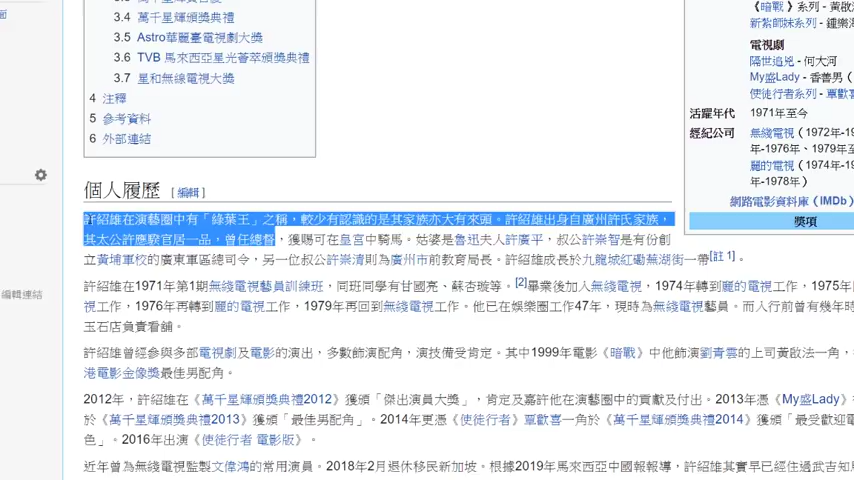 3.4 萬千星輝頒獎典禮
3.5 Astro華麗臺電視劇大獎
3.6 TVB 馬來西亞星光薈萃頒獎典禮
3.7 星和無線電視大獎
4 注釋
5 參考資料
6 外部連結
《暗戰》系列 - 黃啟
新紮師妹系列 - 鍾樂海
電視劇
隔世追兇 - 何大河
My盛Lady - 香善男（
使徒行者系列 - 覃歡喜
活躍年代 1971年至今
經紀公司 無綫電視（1972年-19
年-1976年、1979年至
麗的電視（1974年-19
年-1978年）
網路電影資料庫（IMDb）
獎項
編輯連結
個人履歷 [編輯]
許紹雄在演藝圈中有「綠葉王」之稱，較少有認識的是其家族亦大有來頭。許紹雄出身自廣州許氏家族，
其太公許應騤官居一品，曾任總督，獲賜可在皇宮中騎馬。姑婆是魯迅夫人許廣平，叔公許崇智是有份創
立黃埔軍校的廣東軍區總司令，另一位叔公許崇清則為廣州市前教育局長。許紹雄成長於九龍城紅磡蕪湖街一帶[註 1]。
許紹雄在1971年第1期無綫電視藝員訓練班，同班同學有甘國亮、蘇杏璇等。[2]畢業後加入無綫電視，1974年轉到麗的電視工作，1975年
視工作，1976年再轉到麗的電視工作，1979年再回到無綫電視工作。他已在娛樂圈工作47年，現時為無綫電視藝員。而入行前曾有幾年時
玉石店負責看舖。
許紹雄曾經參與多部電視劇及電影的演出，多數飾演配角，演技備受肯定。其中1999年電影《暗戰》中他飾演劉青雲的上司黃啟法一角，
港電影金像獎最佳男配角。
2012年，許紹雄在《萬千星輝頒獎典禮2012》獲頒「傑出演員大獎」，肯定及嘉許他在演藝圈中的貢獻及付出。2013年憑《My盛Lady》
於《萬千星輝頒獎典禮2013》獲頒「最佳男配角」。2014年更憑《使徒行者》覃歡喜一角於《萬千星輝頒獎典禮2014》獲頒「最受歡迎電
色」。2016年出演《使徒行者 電影版》。
近年曾為無綫電視監製文偉鴻的常用演員。2018年2月退休移民新加坡。根據2019年馬來西亞中國報報導，許紹雄其實早已經住過武吉知馬